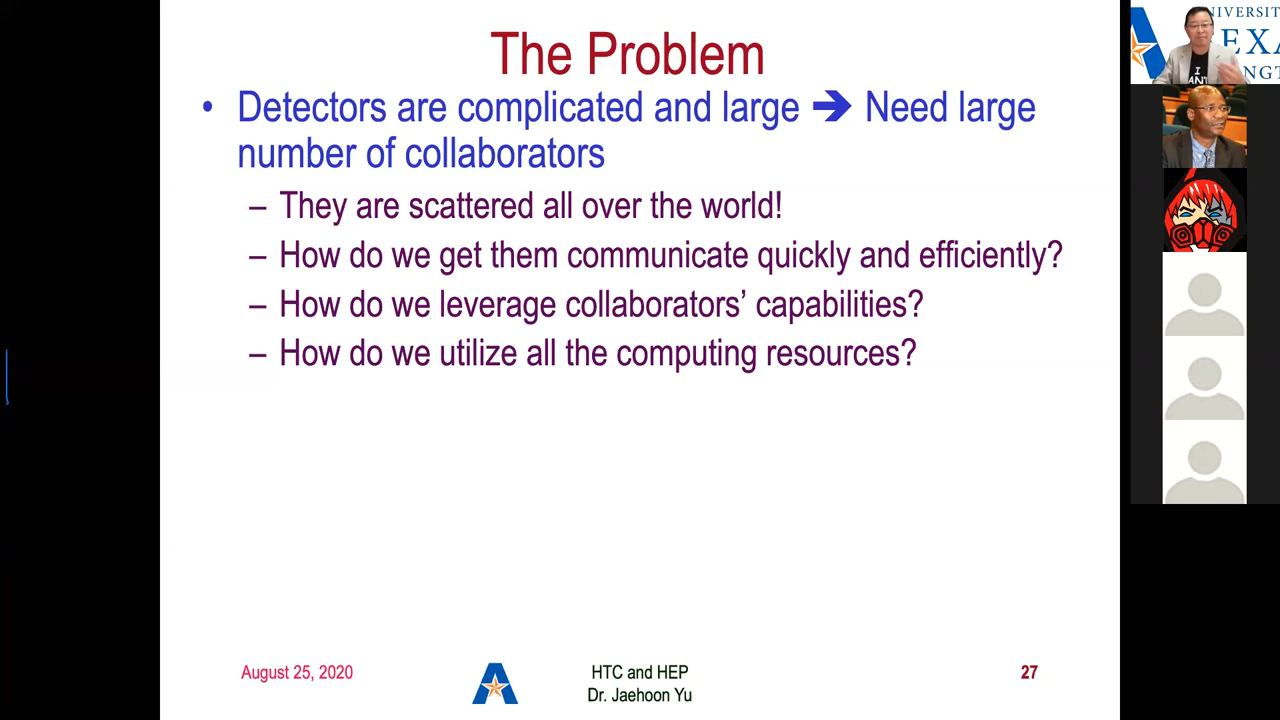 The Problem
• Detectors are complicated and large ➔ Need large
number of collaborators
– They are scattered all over the world!
– How do we get them communicate quickly and efficiently?
– How do we leverage collaborators’ capabilities?
– How do we utilize all the computing resources?
August 25, 2020
HTC and HEP
Dr. Jaehoon Yu
27
I